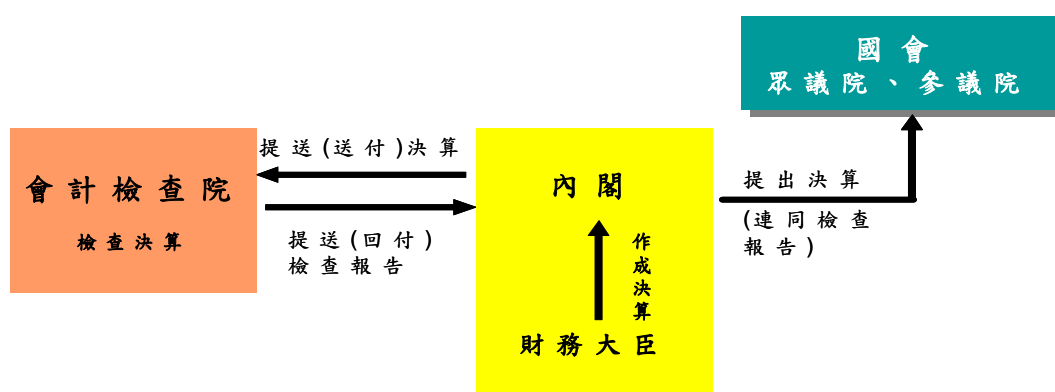 國會
眾議院、參議院
提送(送付)決算
會計檢查院
檢查決算
提送(回付)
檢查報告
內閣
作成決算
財務大臣
提出決算
(連同檢查
報告)